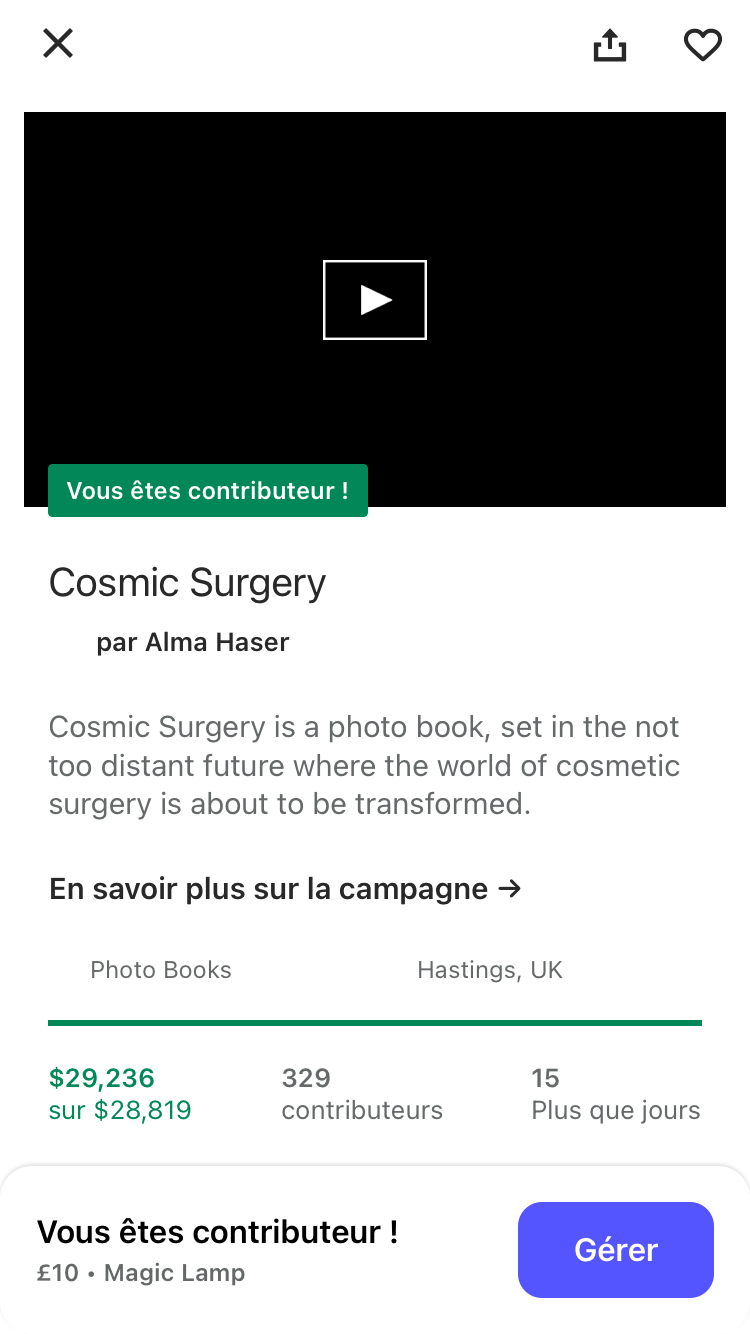 Vous êtes contributeur !
Cosmic Surgery
par Alma Haser
Cosmic Surgery is a photo book, set in the not
too distant future where the world of cosmetic
surgery is about to be transformed.
En savoir plus sur la campagne →
Photo Books
Hastings, UK
$29,236
sur $28,819
329
contributeurs
15
Plus que jours
Vous êtes contributeur !
£10 • Magic Lamp
Gérer